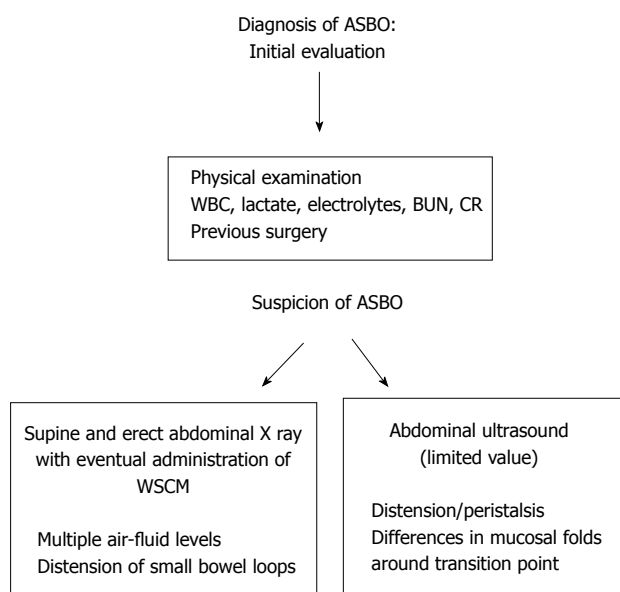 Diagnosis of ASBO:
Initial evaluation
Physical examination
WBC, lactate, electrolytes, BUN, CR
Previous surgery
Suspicion of ASBO
Supine and erect abdominal X ray
with eventual administration of
WSCM
Multiple air-fluid levels
Distension of small bowel loops
Abdominal ultrasound
(limited value)
Distension/peristalsis
Differences in mucosal folds
around transition point